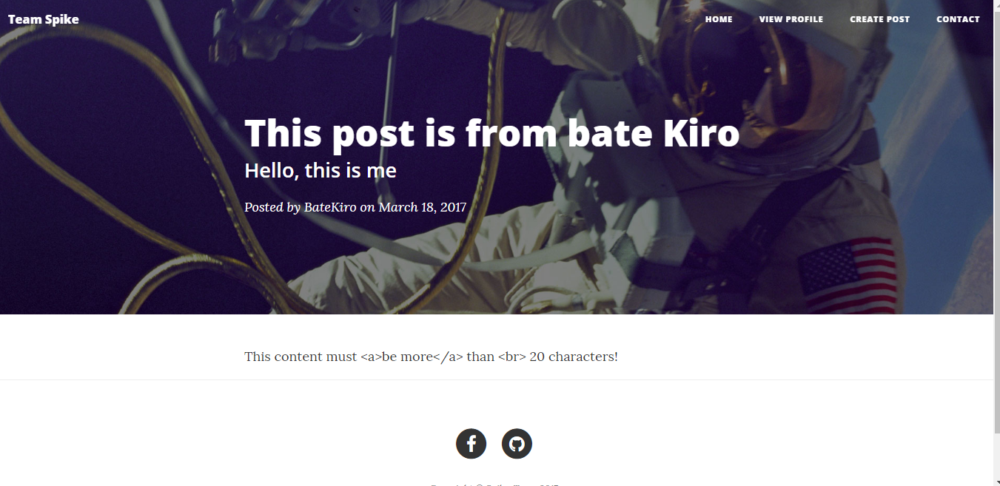 Team Spike
HOME VIEW PROFILE CREATE POST CONTACT
This post is from bate Kiro
Hello, this is me
Posted by BateKiro on March 18, 2017
This content must <a>be more</a> than <br> 20 characters!